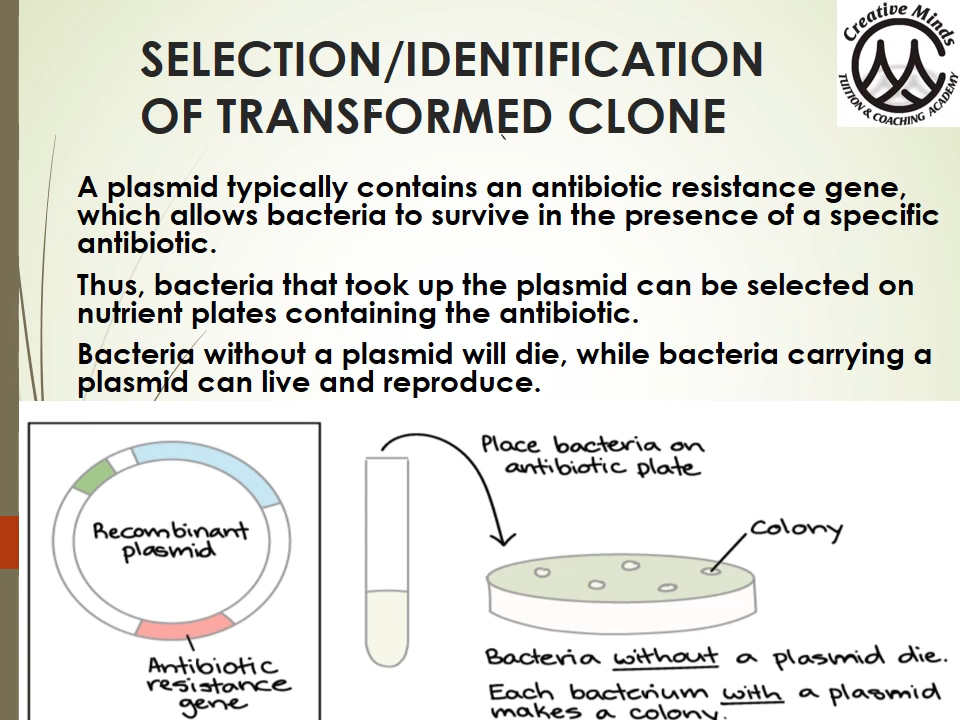 SELECTION/IDENTIFICATION
OF TRANSFORMED CLONE
Creative Minds
TUITION & COACHING ACADEMY
A plasmid typically contains an antibiotic resistance gene,
which allows bacteria to survive in the presence of a specific
antibiotic.
Thus, bacteria that took up the plasmid can be selected on
nutrient plates containing the antibiotic.
Bacteria without a plasmid will die, while bacteria carrying a
plasmid can live and reproduce.
Recombinant
plasmid
Antibiotic
resistance
gene
Place bacteria on
antibiotic plate
Colony
Bacteria without a plasmid die.
Each bacterium with a plasmid
makes a colony.